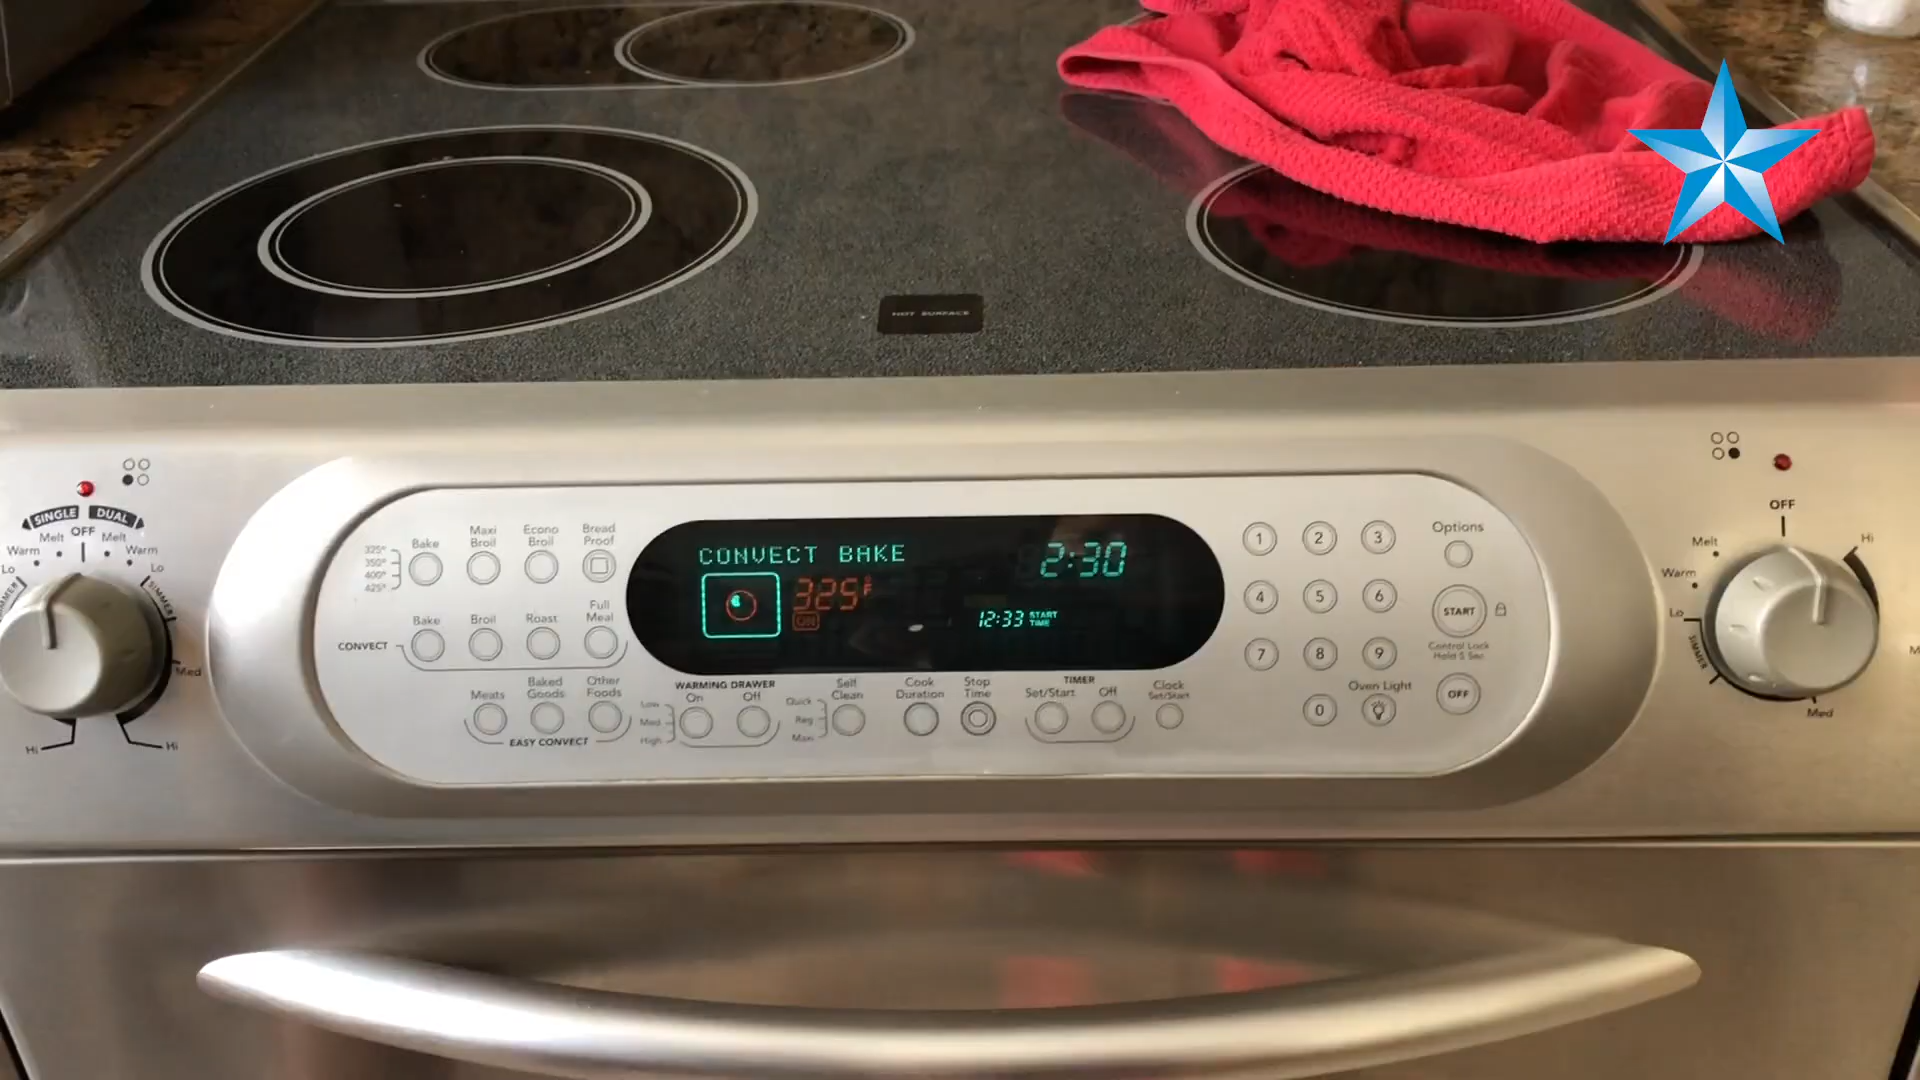 HOT SURFACE
SINGLE
DUAL
OFF
Melt
Melt
Warm
Warm
Lo
Lo
SIMMER
SIMMER
Med
Hi
Hi
325°
350°
400°
425°
Bake
Maxi Broil
Econo Broil
Bread Proof
CONVECT
Bake
Broil
Roast
Full Meal
Meats
Baked Goods
Other Foods
EASY CONVECT
CONVECT BAKE
2:30
325°F
ON
12:33 START TIME
WARMING DRAWER
Low
Med
High
On
Off
Quick
Reg
Max
Self Clean
Cook Duration
Stop Time
TIMER
Set/Start
Off
Clock
Set/Start
1
2
3
4
5
6
7
8
9
0
Options
START
Control Lock
Hold 5 Sec
Oven Light
OFF
OFF
Hi
Melt
Warm
Lo
SIMMER
Med
M